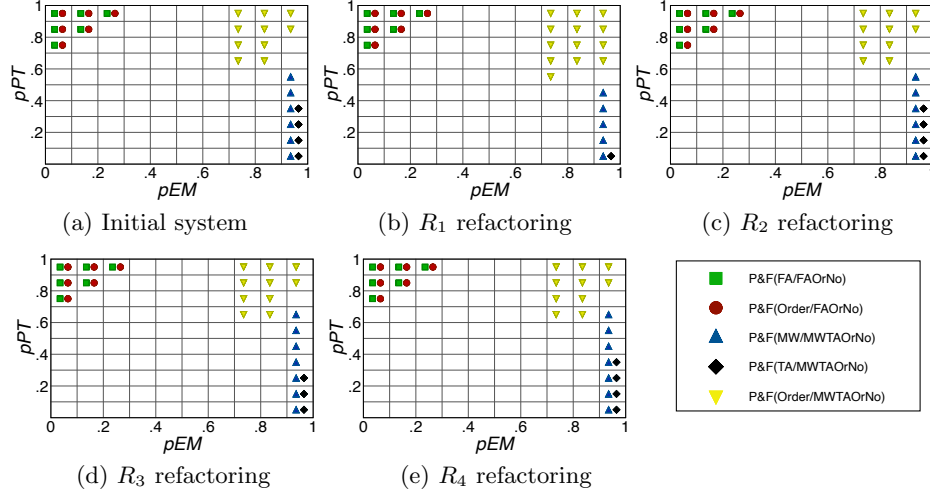 1
.8
.6
.4
.2
pPT
0 .2 .4 .6 .8 1
pEM
(a) Initial system
1
.8
.6
.4
.2
pPT
0 .2 .4 .6 .8 1
pEM
(b) R1 refactoring
1
.8
.6
.4
.2
pPT
0 .2 .4 .6 .8 1
pEM
(c) R2 refactoring
1
.8
.6
.4
.2
pPT
0 .2 .4 .6 .8 1
pEM
(d) R3 refactoring
1
.8
.6
.4
.2
pPT
0 .2 .4 .6 .8 1
pEM
(e) R4 refactoring
P&F(FA/FAOrNo)
P&F(Order/FAOrNo)
P&F(MW/MWTAOrNo)
P&F(TA/MWTAOrNo)
P&F(Order/MWTAOrNo)